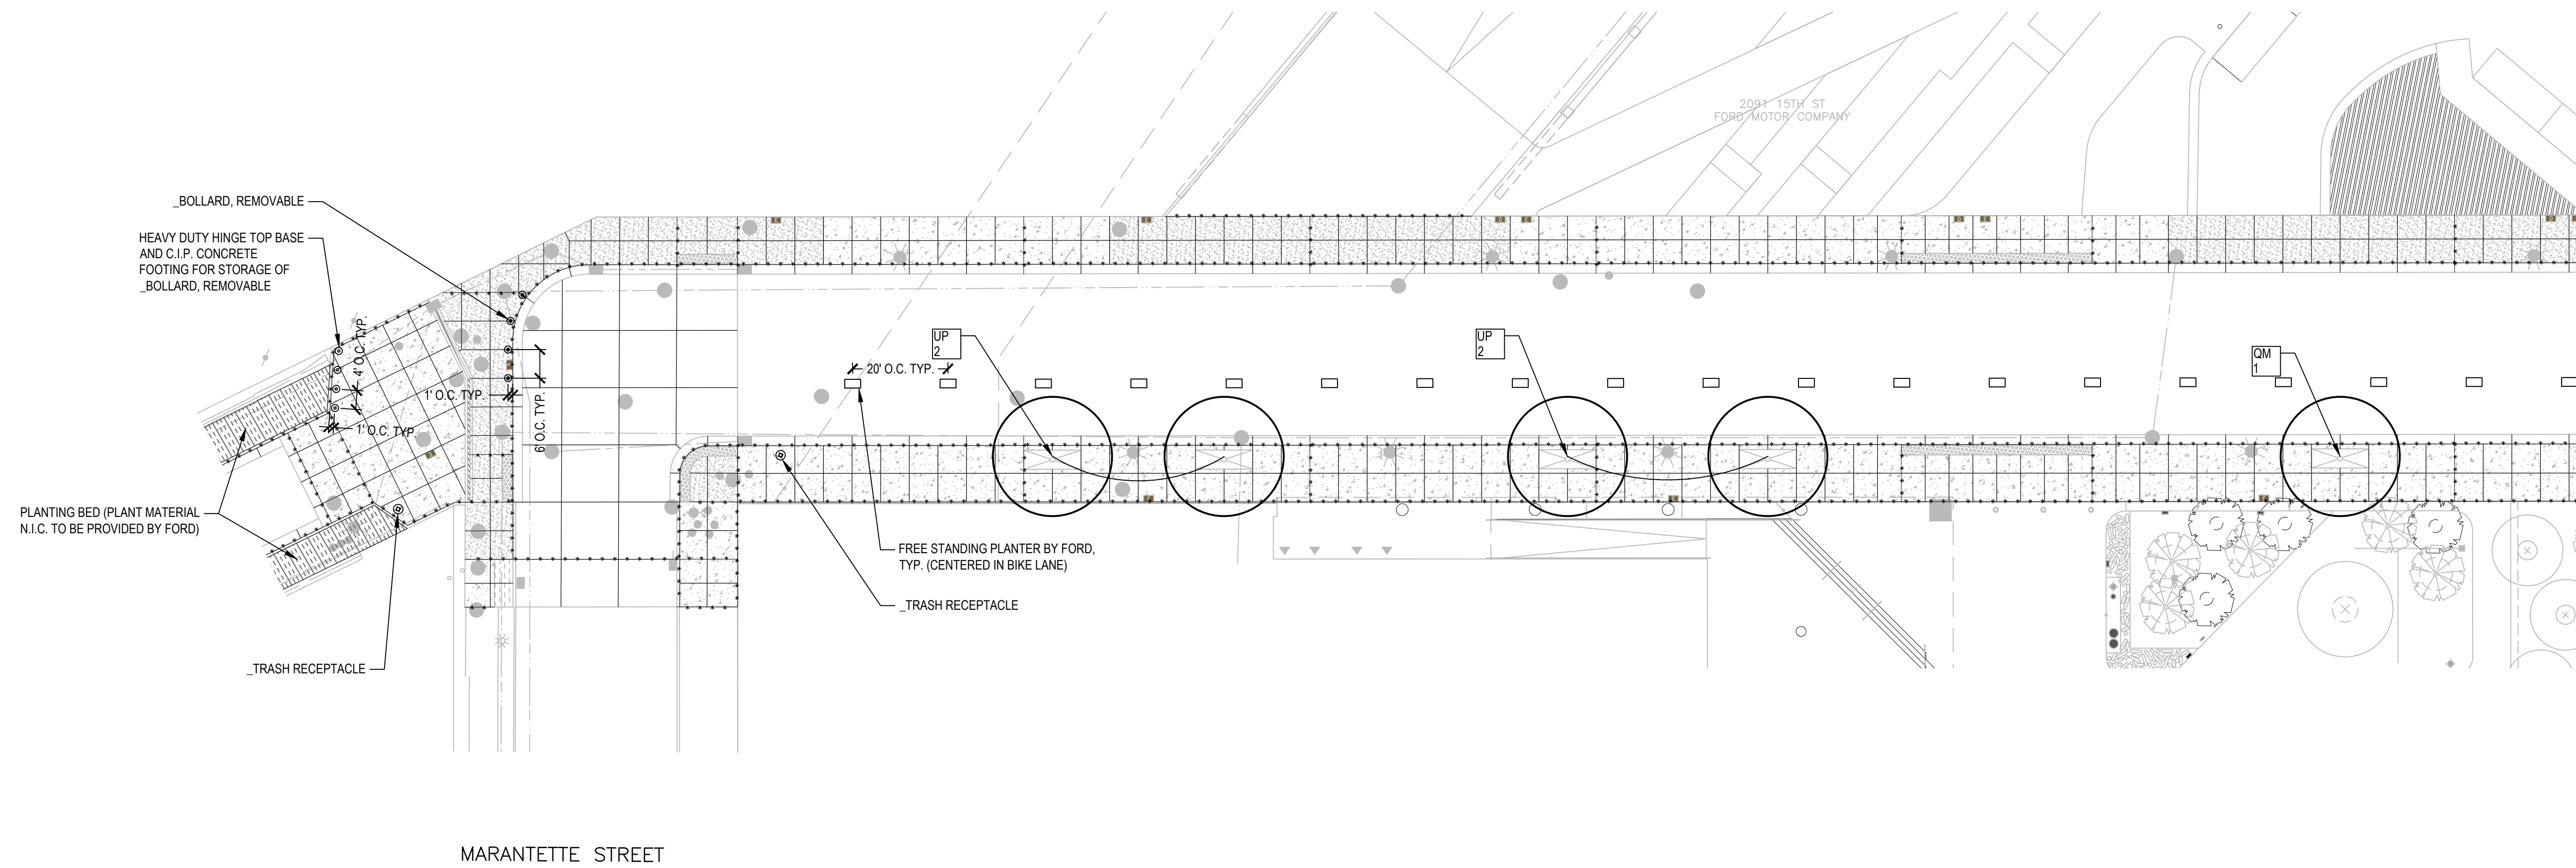 2091 15TH ST
FORD MOTOR COMPANY
_BOLLARD, REMOVABLE
HEAVY DUTY HINGE TOP BASE
AND C.I.P. CONCRETE
FOOTING FOR STORAGE OF
_BOLLARD, REMOVABLE
4' O.C. TYP.
UP
2
UP
2
QM
1
20' O.C. TYP.
1' O.C. TYP.
6' O.C. TYP.
1' O.C. TYP.
PLANTING BED (PLANT MATERIAL
N.I.C. TO BE PROVIDED BY FORD)
FREE STANDING PLANTER BY FORD,
TYP. (CENTERED IN BIKE LANE)
_TRASH RECEPTACLE
_TRASH RECEPTACLE
MARANTETTE STREET